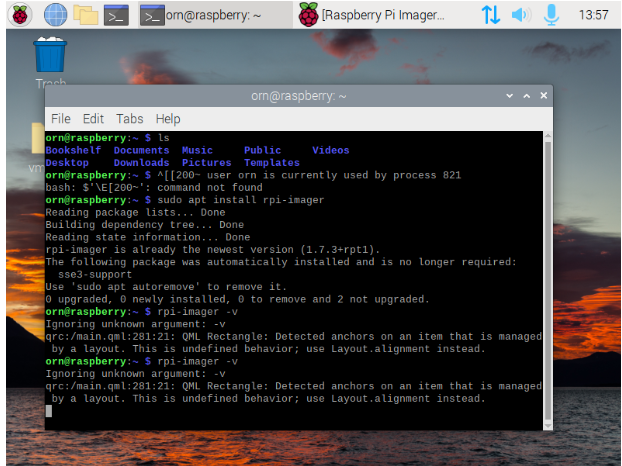 orn@raspberry: ~
[Raspberry Pi Imager...
13:57
Trash
orn@raspberry: ~
File Edit Tabs Help
orn@raspberry:~ $ ls
Bookshelf Documents Music Public Videos
Desktop Downloads Pictures Templates
orn@raspberry:~ $ ^[[200~ user orn is currently used by process 821
bash: $'\E[200~': command not found
orn@raspberry:~ $ sudo apt install rpi-imager
Reading package lists... Done
Building dependency tree... Done
Reading state information... Done
rpi-imager is already the newest version (1.7.3+rpt1).
The following package was automatically installed and is no longer required:
sse3-support
Use 'sudo apt autoremove' to remove it.
0 upgraded, 0 newly installed, 0 to remove and 2 not upgraded.
orn@raspberry:~ $ rpi-imager -v
Ignoring unknown argument: -v
qrc:/main.qml:281:21: QML Rectangle: Detected anchors on an item that is managed
by a layout. This is undefined behavior; use Layout.alignment instead.
orn@raspberry:~ $ rpi-imager -v
Ignoring unknown argument: -v
qrc:/main.qml:281:21: QML Rectangle: Detected anchors on an item that is managed
by a layout. This is undefined behavior; use Layout.alignment instead.